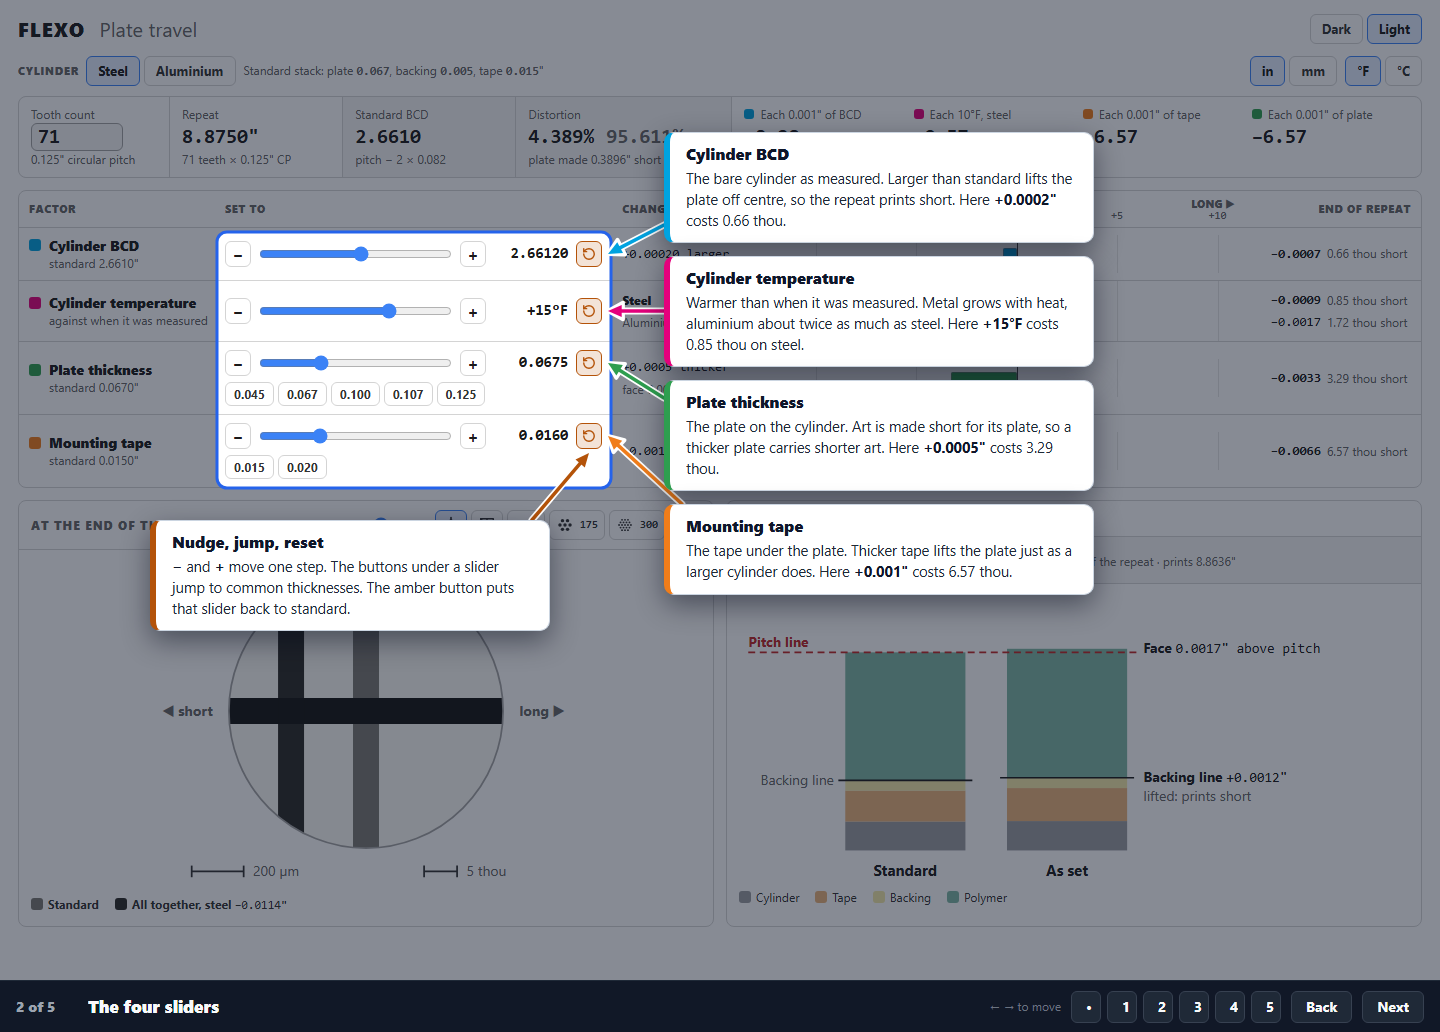 FLEXO Plate travel
Dark Light
CYLINDER Steel Aluminium Standard stack: plate 0.067, backing 0.005, tape 0.015"
in mm °F °C
Tooth count
71
0.125" circular pitch
Repeat
8.8750"
71 teeth × 0.125" CP
Standard BCD
2.6610
pitch − 2 × 0.082
Distortion
4.389% 95.611%
plate made 0.3896" short
Each 0.001" of BCD
Each 10°F, steel
Each 0.001" of tape
6.57
Each 0.001" of plate
−6.57
FACTOR SET TO LONG ▶ END OF REPEAT
+5 +10
Cylinder BCD
standard 2.6610"
− + 2.66120
+0.00020 larger
−0.0007 0.66 thou short
Cylinder temperature
against when it was measured
− + +15°F
Steel
−0.0009 0.85 thou short
−0.0017 1.72 thou short
Plate thickness
standard 0.0670"
− + 0.0675
0.045 0.067 0.100 0.107 0.125
+0.0005 thicker
−0.0033 3.29 thou short
Mounting tape
standard 0.0150"
− + 0.0160
0.015 0.020
−0.0066 6.57 thou short
Cylinder BCD
The bare cylinder as measured. Larger than standard lifts the
plate off centre, so the repeat prints short. Here +0.0002"
costs 0.66 thou.
Cylinder temperature
Warmer than when it was measured. Metal grows with heat,
aluminium about twice as much as steel. Here +15°F costs
0.85 thou on steel.
Plate thickness
The plate on the cylinder. Art is made short for its plate, so a
thicker plate carries shorter art. Here +0.0005" costs 3.29
thou.
Mounting tape
The tape under the plate. Thicker tape lifts the plate just as a
larger cylinder does. Here +0.001" costs 6.57 thou.
Nudge, jump, reset
− and + move one step. The buttons under a slider
jump to common thicknesses. The amber button puts
that slider back to standard.
AT THE END OF
175 300
◀ short long ▶
200 µm 5 thou
Standard All together, steel −0.0114"
the repeat · prints 8.8636"
Pitch line
Face 0.0017" above pitch
Backing line
Backing line +0.0012"
lifted: prints short
Standard As set
Cylinder Tape Backing Polymer
2 of 5 The four sliders
← → to move • 1 2 3 4 5 Back Next